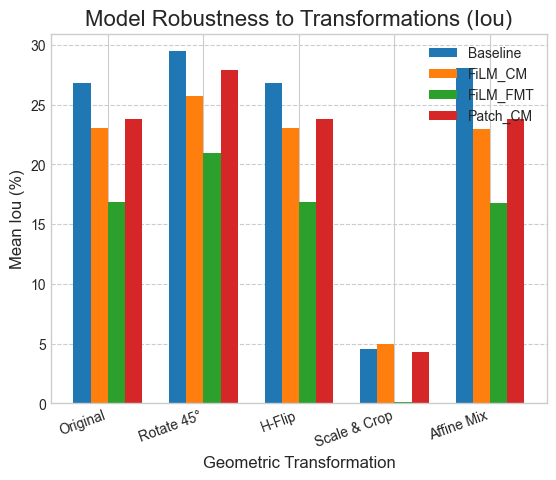 Model Robustness to Transformations (Iou)
Baseline
FiLM_CM
FiLM_FMT
Patch_CM
Mean Iou (%)
30
25
20
15
10
5
0
Original
Rotate 45°
H-Flip
Scale & Crop
Affine Mix
Geometric Transformation